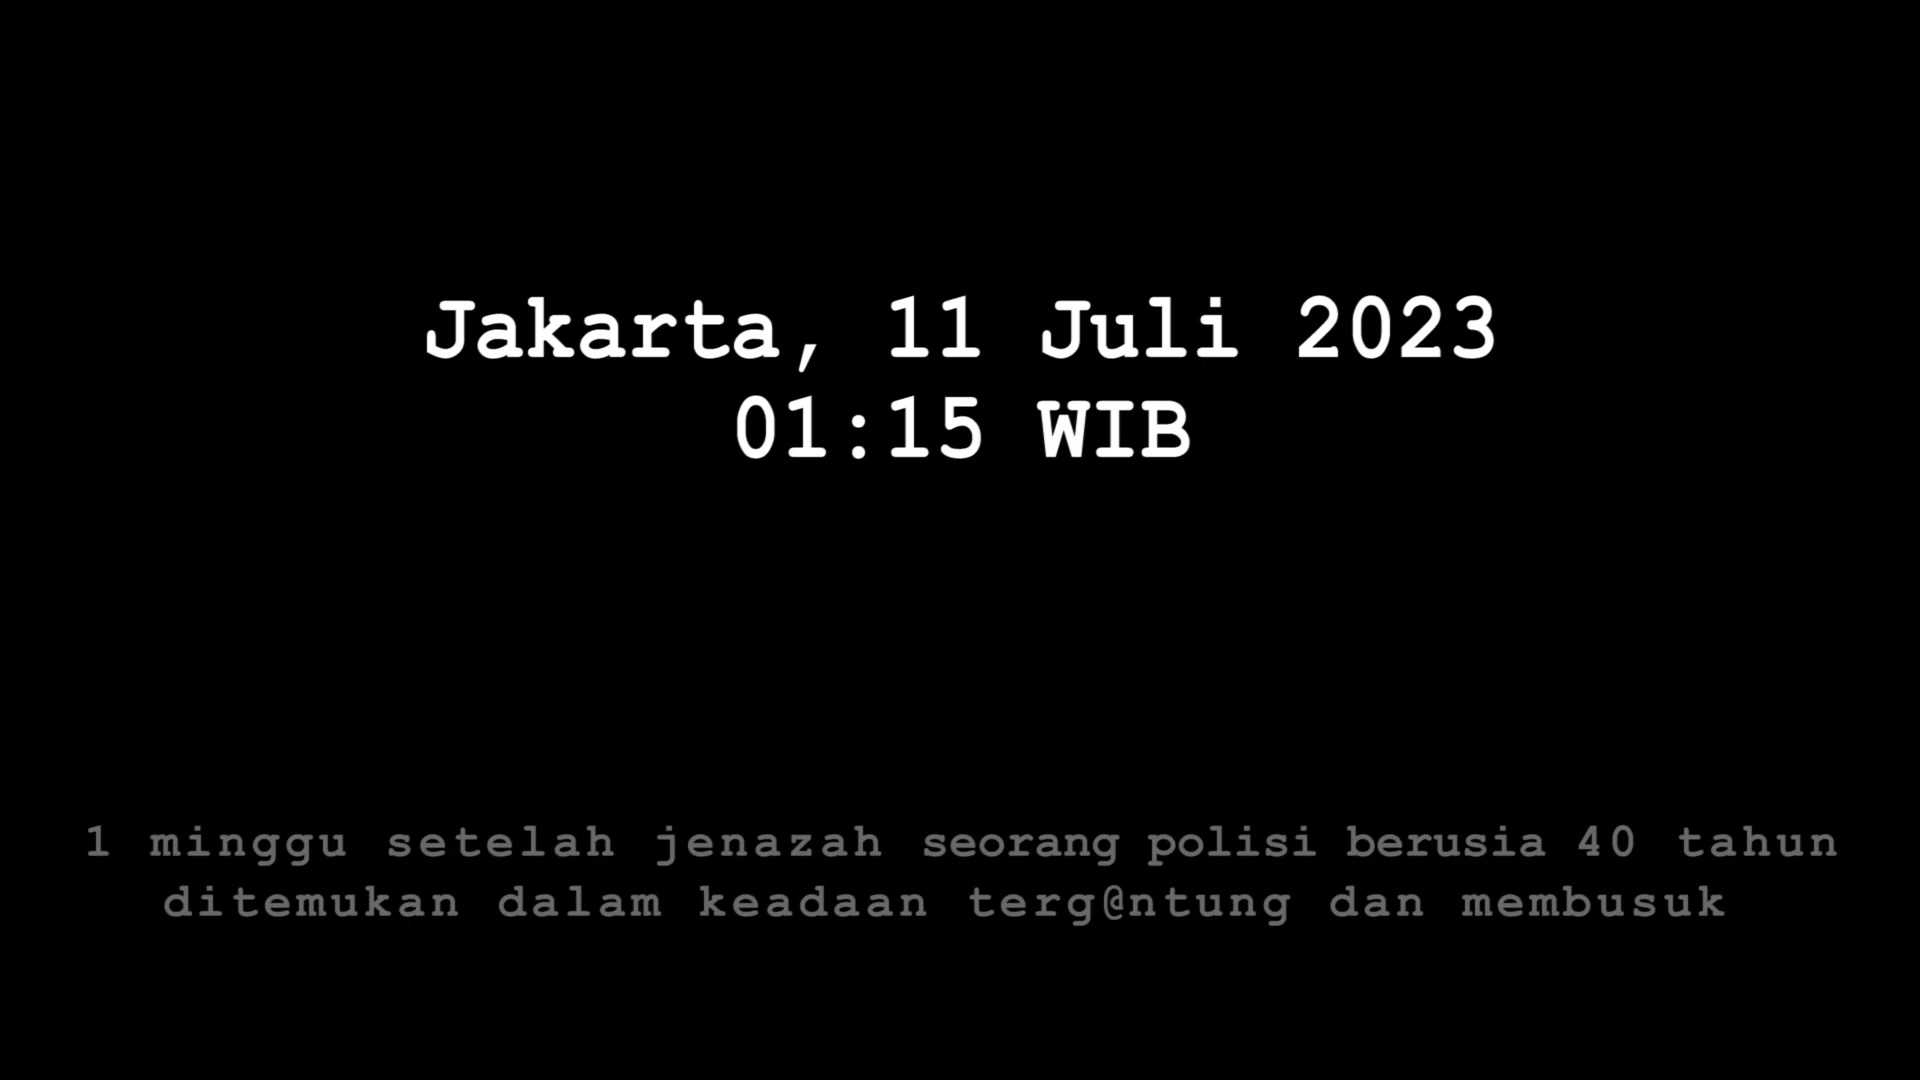 Jakarta, 11 Juli 2023
01:15 WIB
1 minggu setelah jenazah seorang polisi berusia 40 tahun
ditemukan dalam keadaan terg@ntung dan membusuk